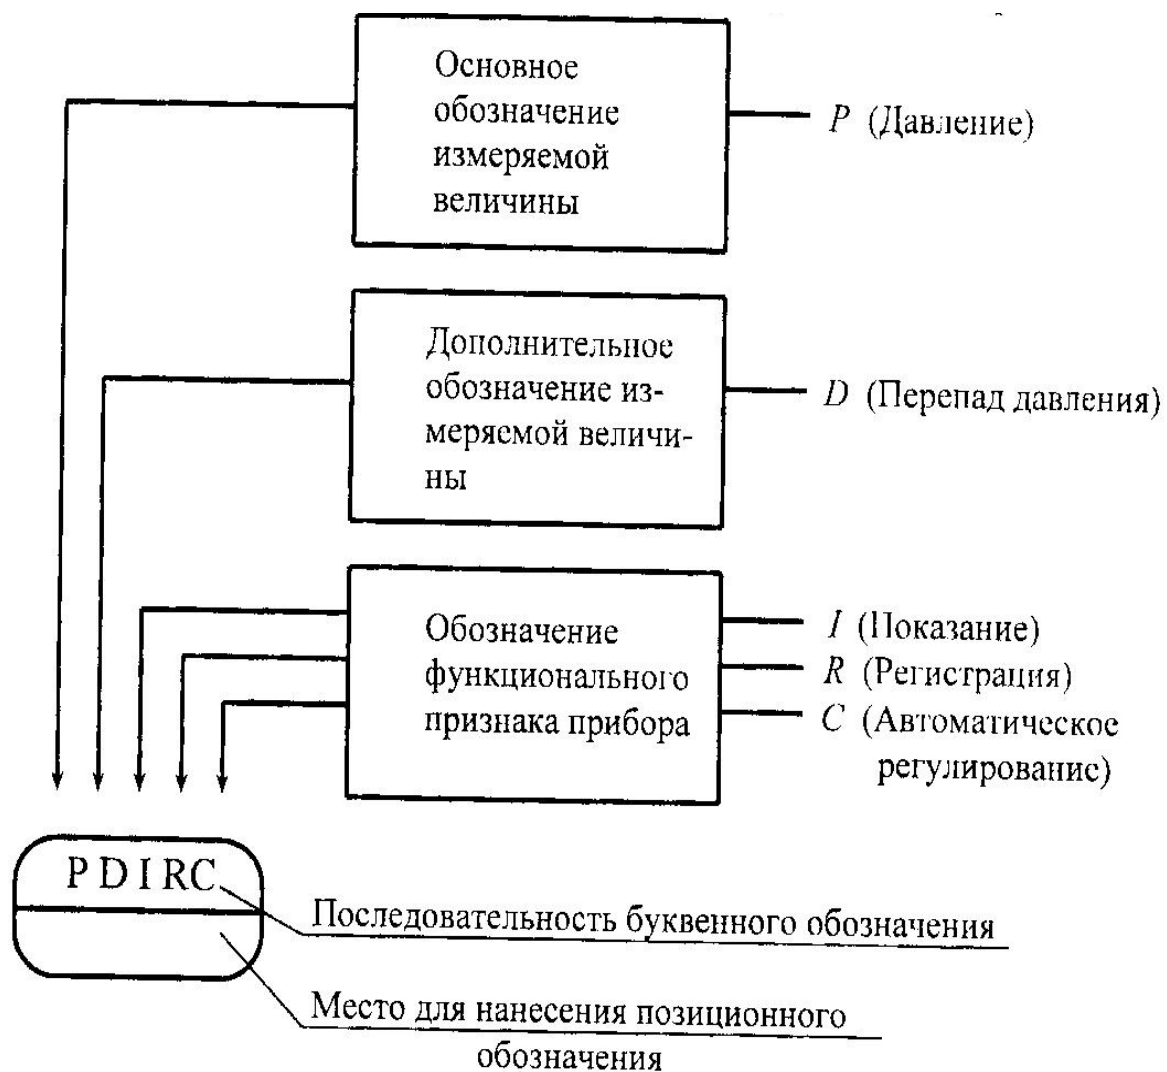 Основное
обозначение
измеряемой
величины
P (Давление)
Дополнительное
обозначение из-
меряемой величи-
ны
D (Перепад давления)
Обозначение
функционального
признака прибора
I (Показание)
R (Регистрация)
C (Автоматическое
регулирование)
P D I R C
Последовательность буквенного обозначения
Место для нанесения позиционного
обозначения